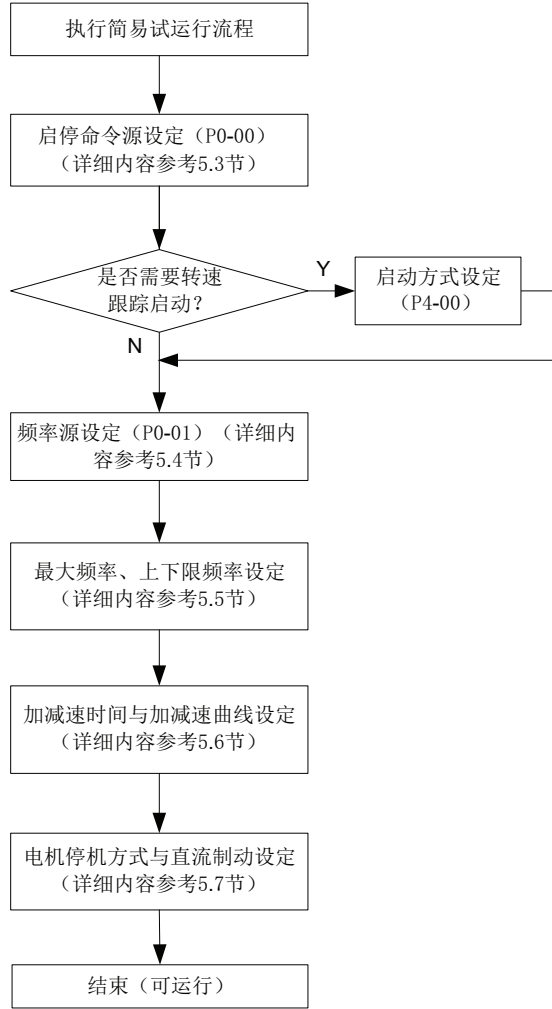 执行简易试运行流程
启停命令源设定（P0-00）
（详细内容参考5.3节）
是否需要转速
跟踪启动？
Y
启动方式设定
（P4-00）
N
频率源设定（P0-01）（详细内
容参考5.4节）
最大频率、上下限频率设定
（详细内容参考5.5节）
加减速时间与加减速曲线设定
（详细内容参考5.6节）
电机停机方式与直流制动设定
（详细内容参考5.7节）
结束（可运行）